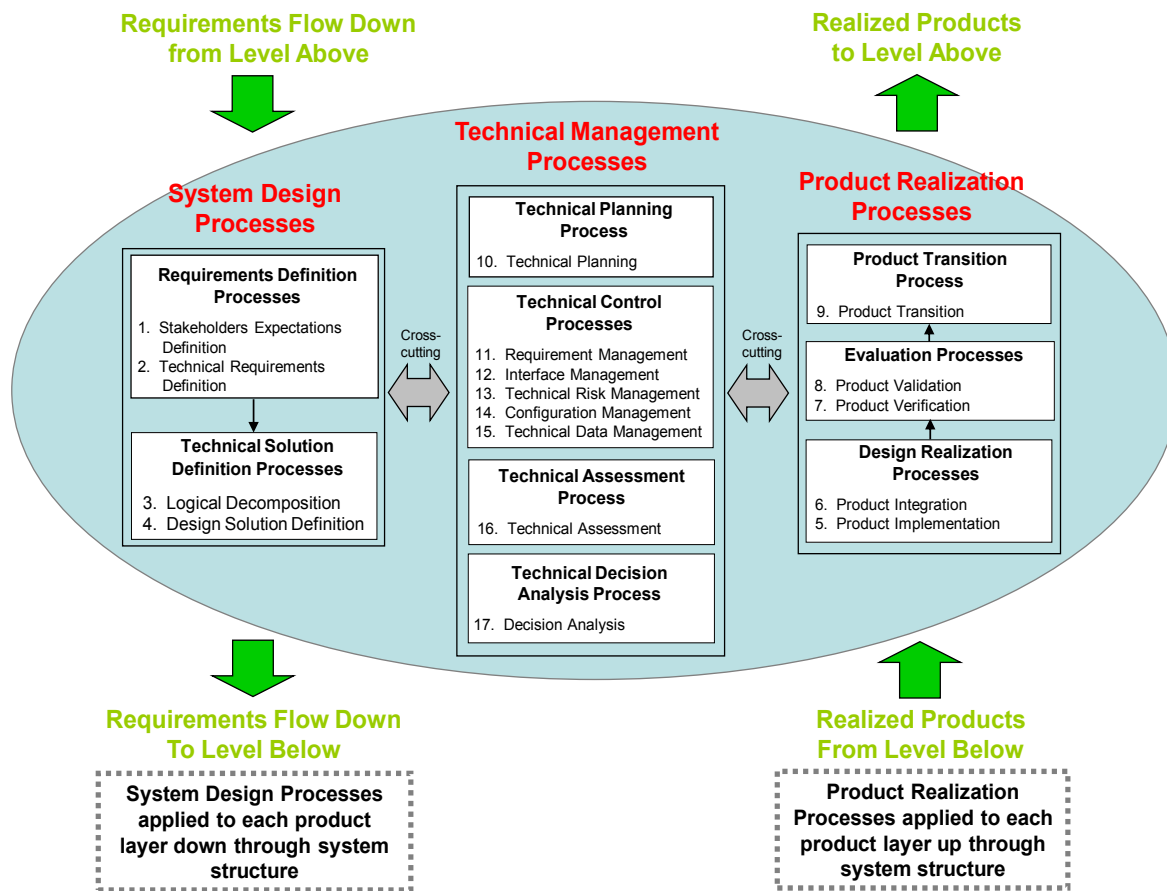 Requirements Flow Down
from Level Above
Realized Products
to Level Above
Technical Management
Processes
System Design
Processes
Product Realization
Processes
Requirements Definition
Processes
1. Stakeholders Expectations
Definition
2. Technical Requirements
Definition
Technical Solution
Definition Processes
3. Logical Decomposition
4. Design Solution Definition
Cross-
cutting
Technical Planning
Process
10. Technical Planning
Technical Control
Processes
11. Requirement Management
12. Interface Management
13. Technical Risk Management
14. Configuration Management
15. Technical Data Management
Technical Assessment
Process
16. Technical Assessment
Technical Decision
Analysis Process
17. Decision Analysis
Cross-
cutting
Product Transition
Process
9. Product Transition
Evaluation Processes
8. Product Validation
7. Product Verification
Design Realization
Processes
6. Product Integration
5. Product Implementation
Requirements Flow Down
To Level Below
Realized Products
From Level Below
System Design Processes
applied to each product
layer down through system
structure
Product Realization
Processes applied to each
product layer up through
system structure